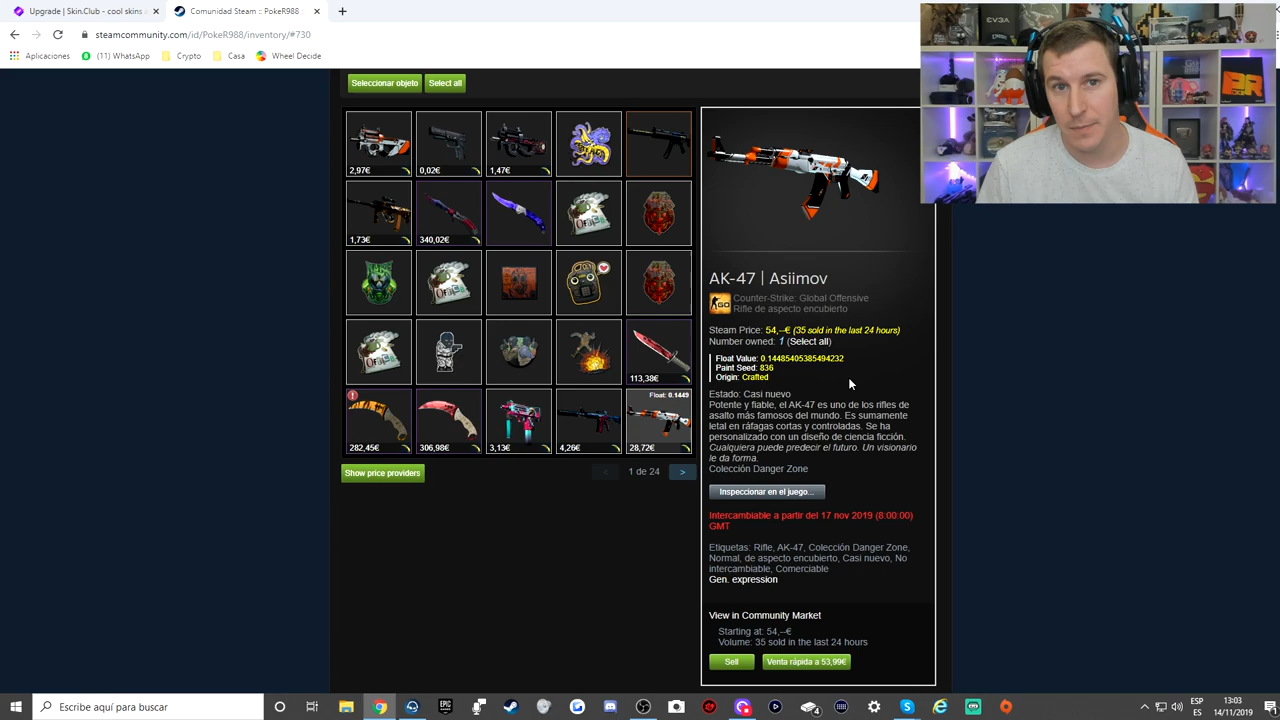 Upgrade | Skin.Club - cool skins
Comunidad Steam :: PokeR988
steamcommunity.com/id/PokeR988/inventory/#730
Aplicaciones
(11) WhatsApp
Crypto
Casa
Wheel Decide
EVGA
Seleccionar objeto
Select all
2,97€
0,02€
1,47€
1,73€
340,02€
113,38€
Float: 0.1449
282,45€
306,98€
3,13€
4,26€
28,72€
Show price providers
<
1 de 24
>
AK-47 | Asiimov
Counter-Strike: Global Offensive
Rifle de aspecto encubierto
Steam Price: 54,--€ (35 sold in the last 24 hours)
Number owned: 1 (Select all)
Float Value: 0.14485405385494232
Paint Seed: 836
Origin: Crafted
Estado: Casi nuevo
Potente y fiable, el AK-47 es uno de los rifles de
asalto más famosos del mundo. Es sumamente
letal en ráfagas cortas y controladas. Se ha
personalizado con un diseño de ciencia ficción.
Cualquiera puede predecir el futuro. Un visionario
le da forma.
Colección Danger Zone
Inspeccionar en el juego...
Intercambiable a partir del 17 nov 2019 (8:00:00)
GMT
Etiquetas: Rifle, AK-47, Colección Danger Zone,
Normal, de aspecto encubierto, Casi nuevo, No
intercambiable, Comerciable
Gen. expression
View in Community Market
Starting at: 54,--€
Volume: 35 sold in the last 24 hours
Sell
Venta rápida a 53,99€
Escribe aquí para buscar
ESP
ES
13:03
14/11/2019